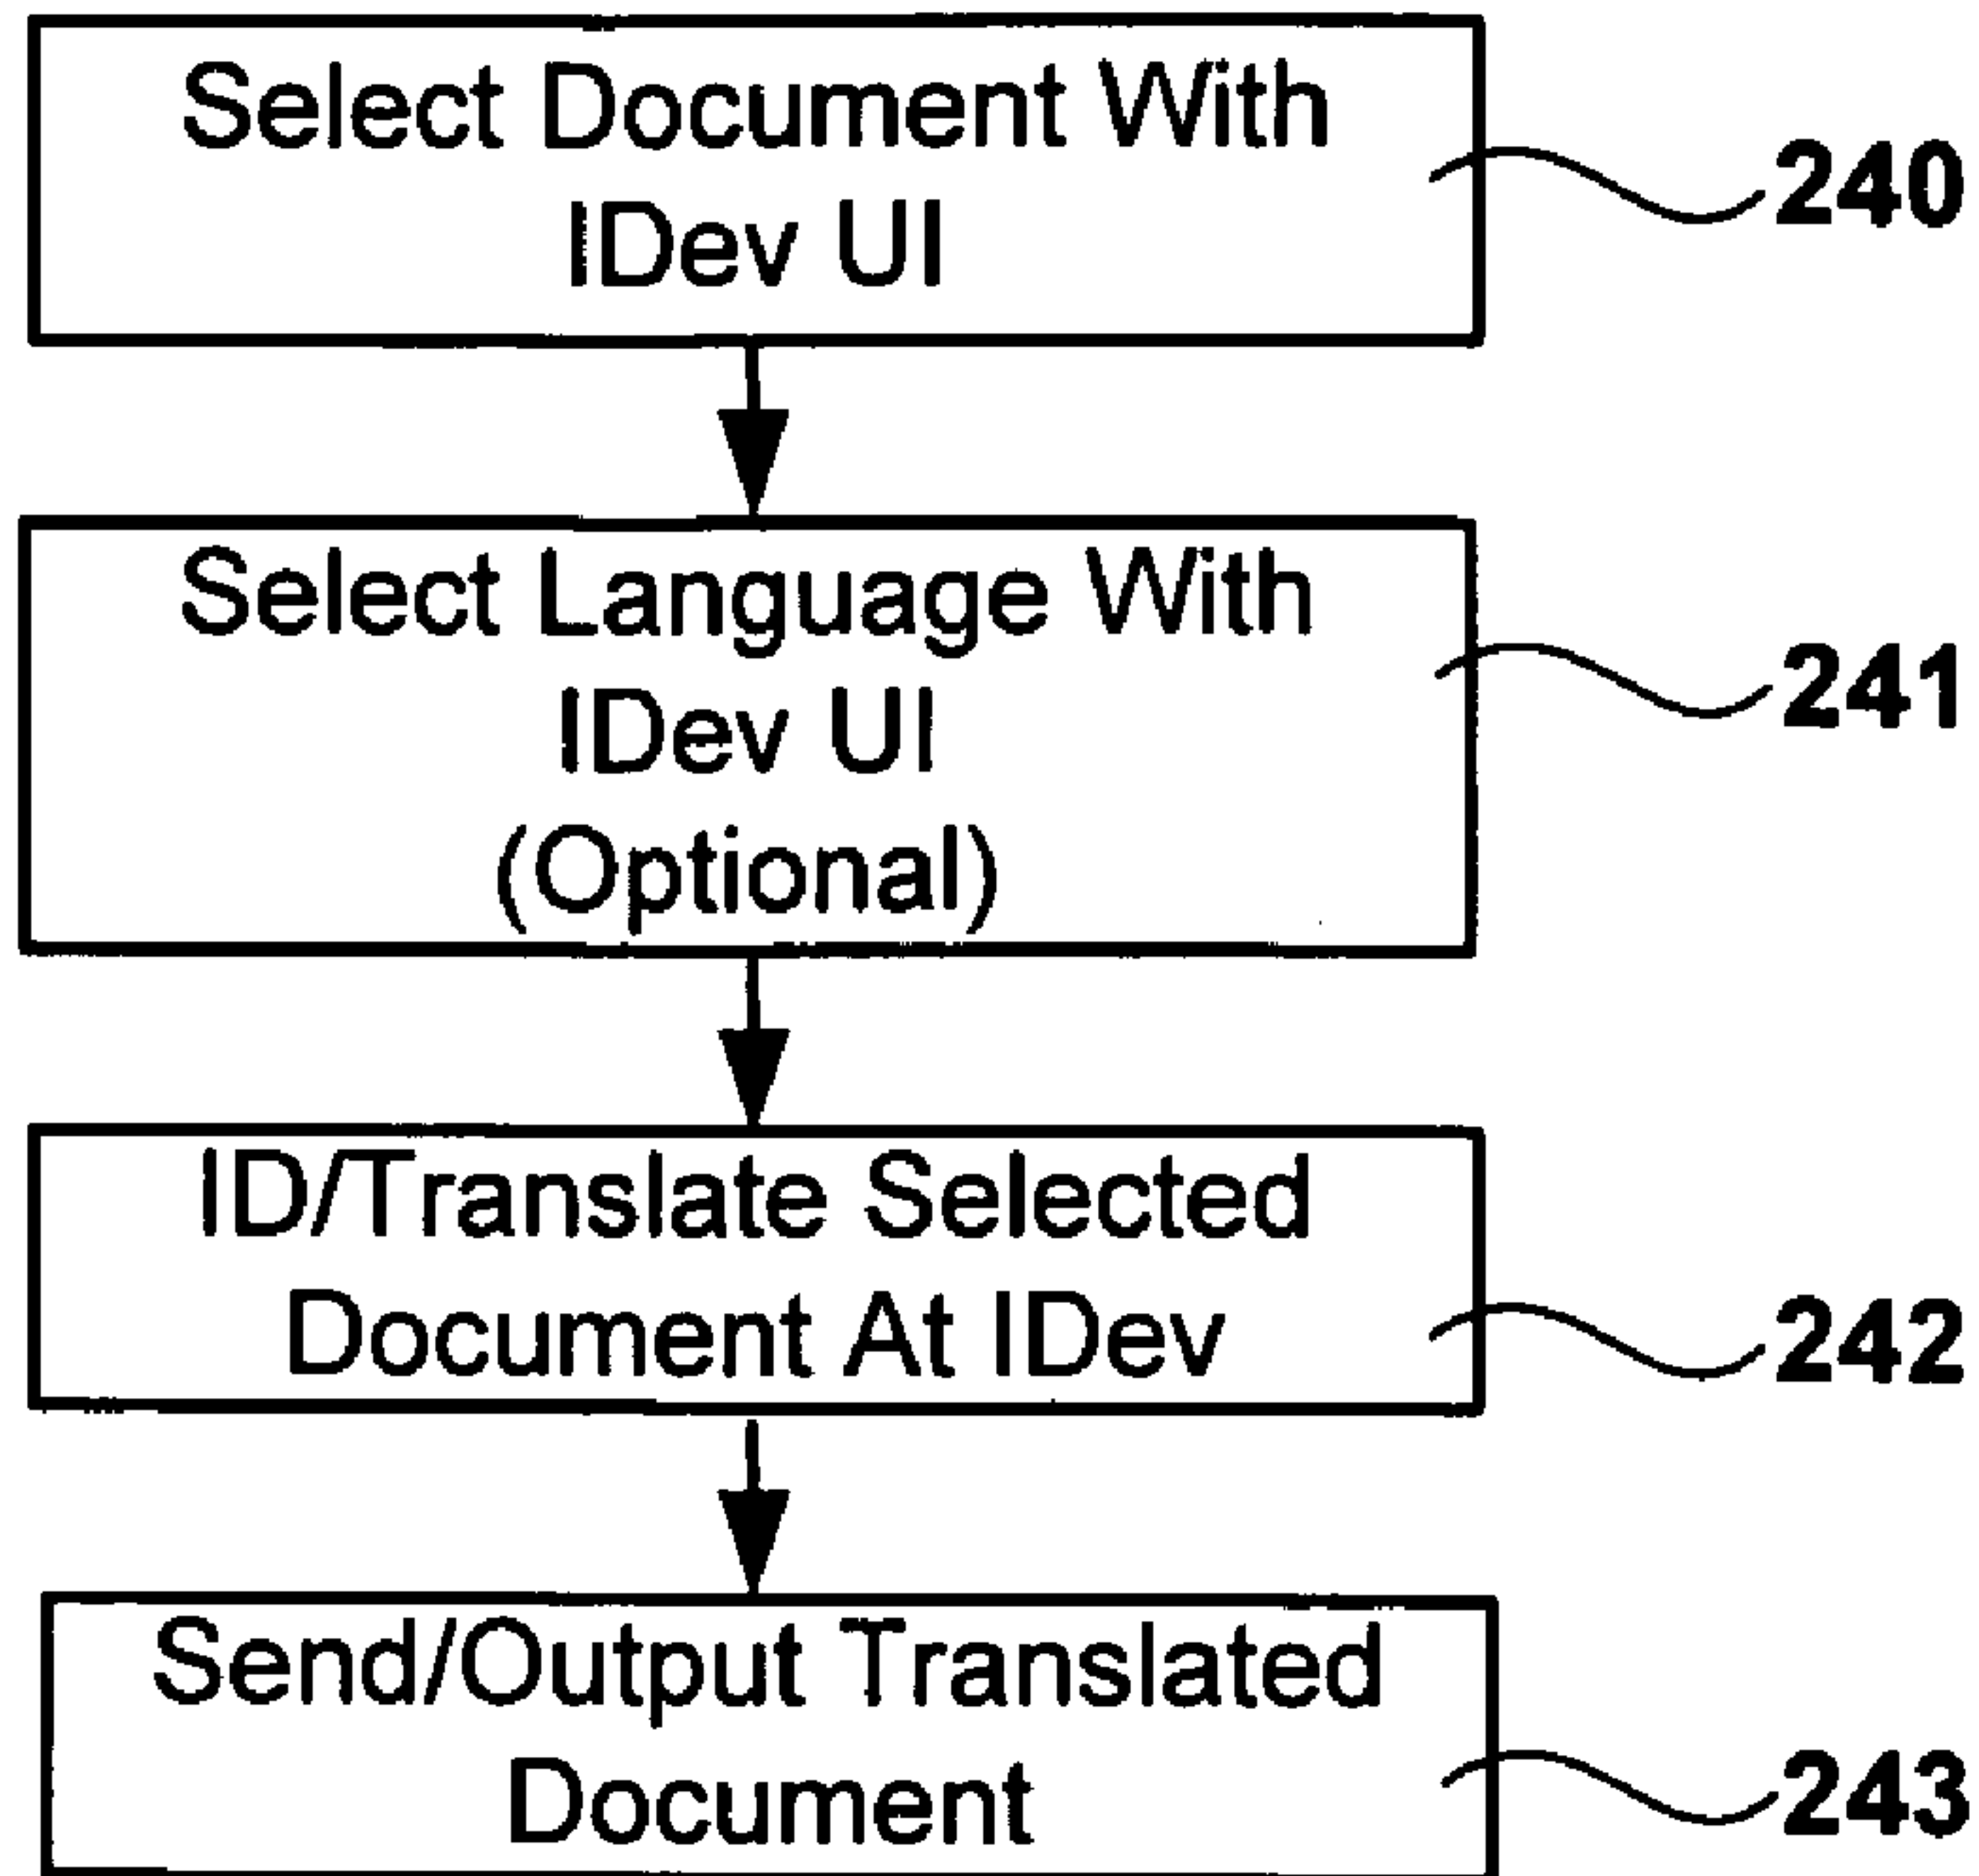 Select Document With
IDev UI
240
Select Language With
IDev UI
(Optional)
241
ID/Translate Selected
Document At IDev
242
Send/Output Translated
Document
243